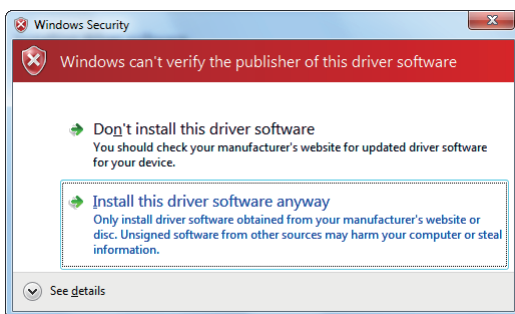 Windows Security
Windows can't verify the publisher of this driver software
Don't install this driver software
You should check your manufacturer's website for updated driver software
for your device.
Install this driver software anyway
Only install driver software obtained from your manufacturer's website or
disc. Unsigned software from other sources may harm your computer or steal
information.
See details